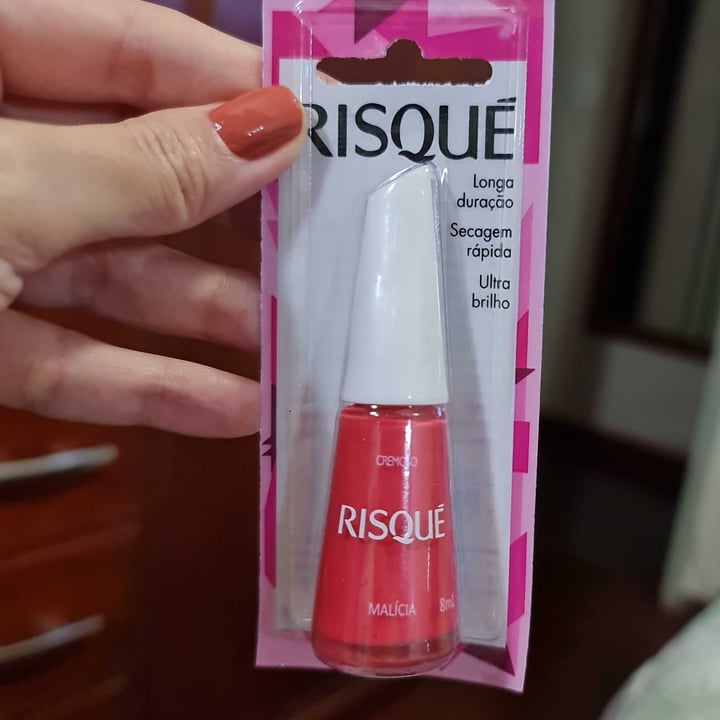 RISQUÉ
Longa
duração
Secagem
rápida
Ultra
brilho
CREMOSO
RISQUÉ
MALÍCIA 8mL